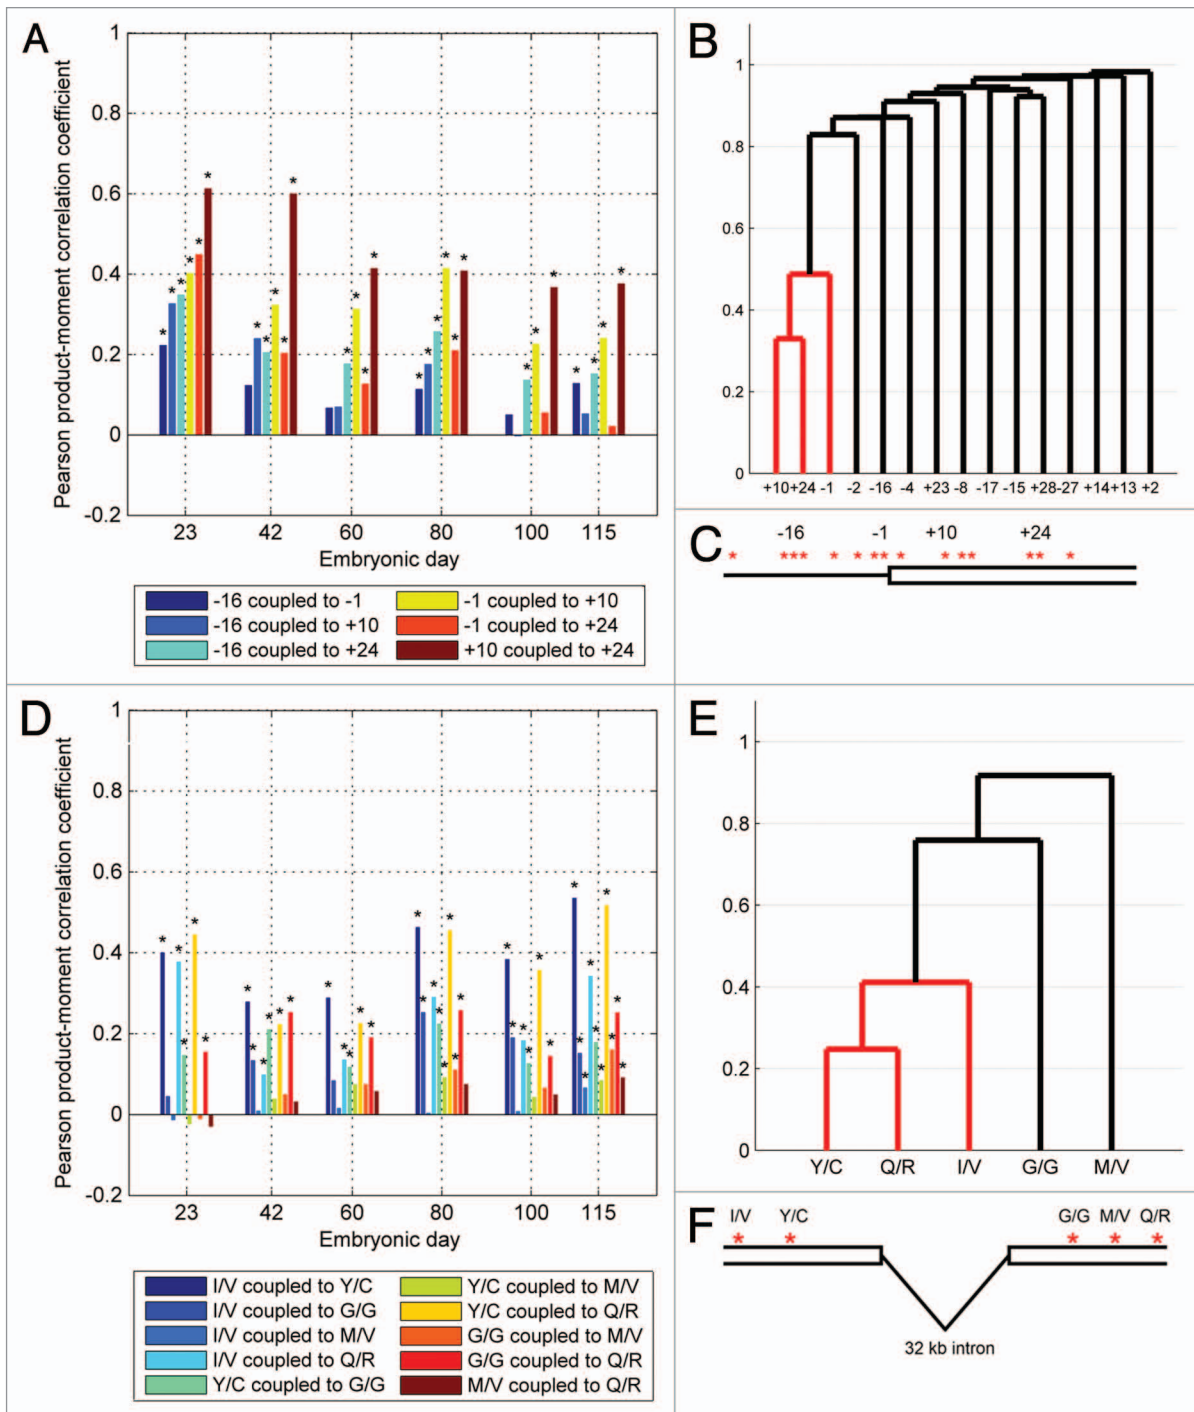 A
Pearson product-moment correlation coefficient
1
0.8
0.6
0.4
0.2
0
-0.2
* * * * * *
* * * * *
* * * *
* * * * * *
* * *
* * * *
23 42 60 80 100 115
Embryonic day
-16 coupled to -1
-16 coupled to +10
-16 coupled to +24
-1 coupled to +10
-1 coupled to +24
+10 coupled to +24
B
1
0.8
0.6
0.4
0.2
0
+10 +24 -1 -2 -16 -4 +23 -8 -17 -15 +28 -27 +14 +13 +2
C
-16 -1 +10 +24
* *** * * ** * * ** ** *
D
Pearson product-moment correlation coefficient
1
0.8
0.6
0.4
0.2
0
-0.2
23 42 60 80 100 115
Embryonic day
I/V coupled to Y/C
I/V coupled to G/G
I/V coupled to M/V
I/V coupled to Q/R
Y/C coupled to G/G
Y/C coupled to M/V
Y/C coupled to Q/R
G/G coupled to M/V
G/G coupled to Q/R
M/V coupled to Q/R
E
1
0.8
0.6
0.4
0.2
0
Y/C Q/R I/V G/G M/V
F
I/V Y/C G/G M/V Q/R
* * * * *
32 kb intron